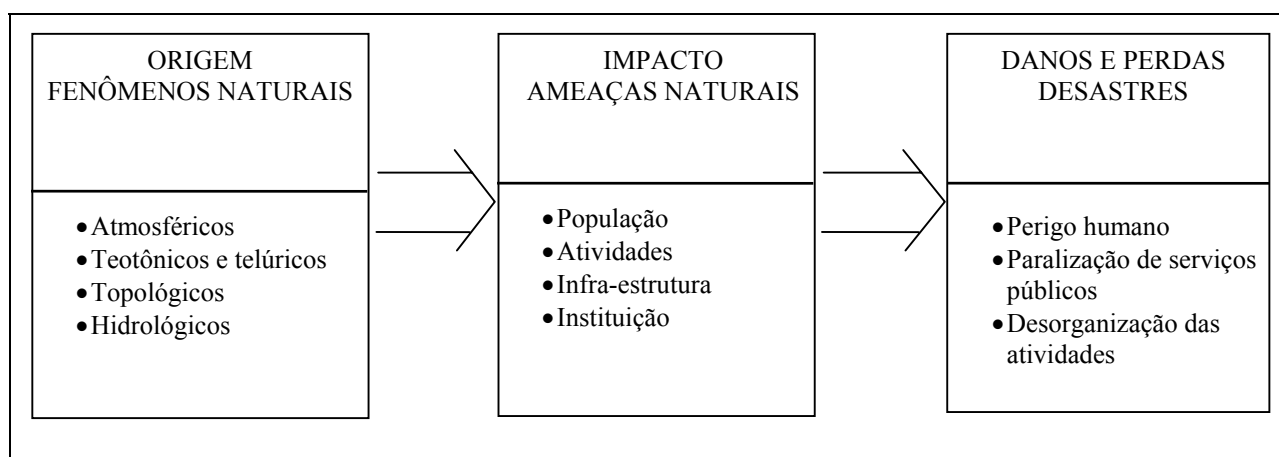 ORIGEM
FENÔMENOS NATURAIS
• Atmosféricos
• Teotônicos e telúricos
• Topológicos
• Hidrológicos
IMPACTO
AMEAÇAS NATURAIS
• População
• Atividades
• Infra-estrutura
• Instituição
DANOS E PERDAS
DESASTRES
• Perigo humano
• Paralização de serviços
públicos
• Desorganização das
atividades